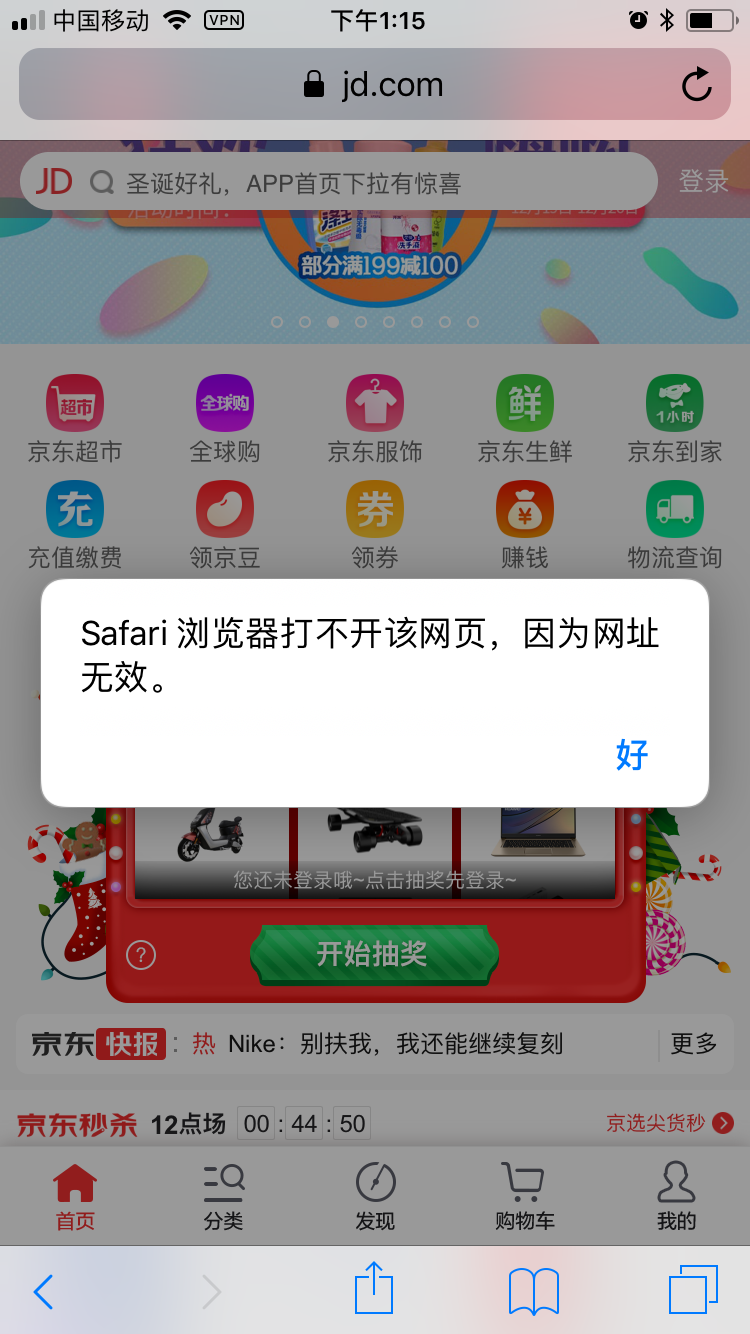 中国移动 VPN 下午1:15
jd.com
JD 圣诞好礼，APP首页下拉有惊喜 登录
活动时间：
部分满199减100
超市 全球购 鲜 1小时
京东超市 全球购 京东服饰 京东生鲜 京东到家
充 券 ¥
充值缴费 领京豆 领券 赚钱 物流查询
Safari 浏览器打不开该网页，因为网址
无效。
好
您还未登录哦~点击抽奖先登录~
? 开始抽奖
京东快报：热 Nike：别扶我，我还能继续复刻 更多
京东秒杀 12点场 00:44:50 京选尖货秒
首页 分类 发现 购物车 我的